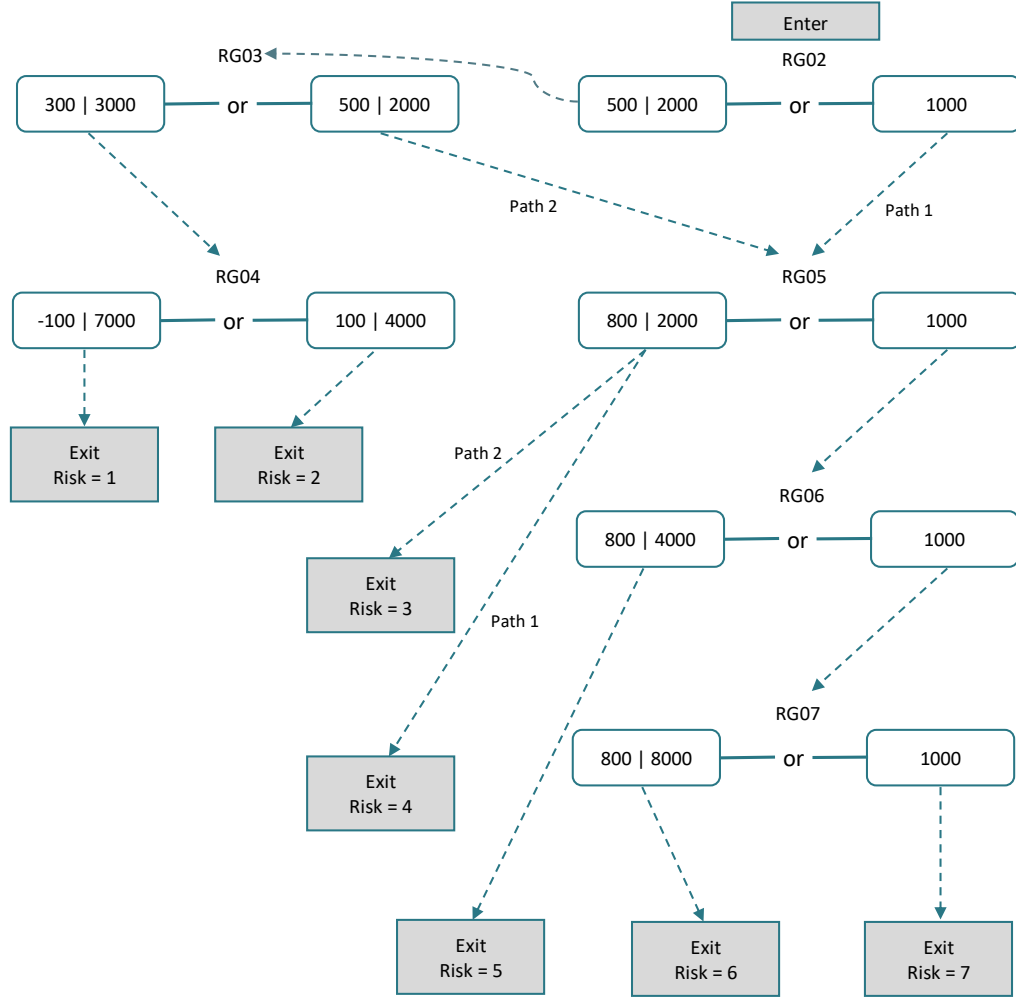 Enter
RG03
RG02
300 | 3000
or
500 | 2000
500 | 2000
or
1000
Path 2
Path 1
RG04
RG05
-100 | 7000
or
100 | 4000
800 | 2000
or
1000
Exit
Risk = 1
Exit
Risk = 2
Path 2
RG06
800 | 4000
or
1000
Exit
Risk = 3
Path 1
RG07
800 | 8000
or
1000
Exit
Risk = 4
Exit
Risk = 5
Exit
Risk = 6
Exit
Risk = 7